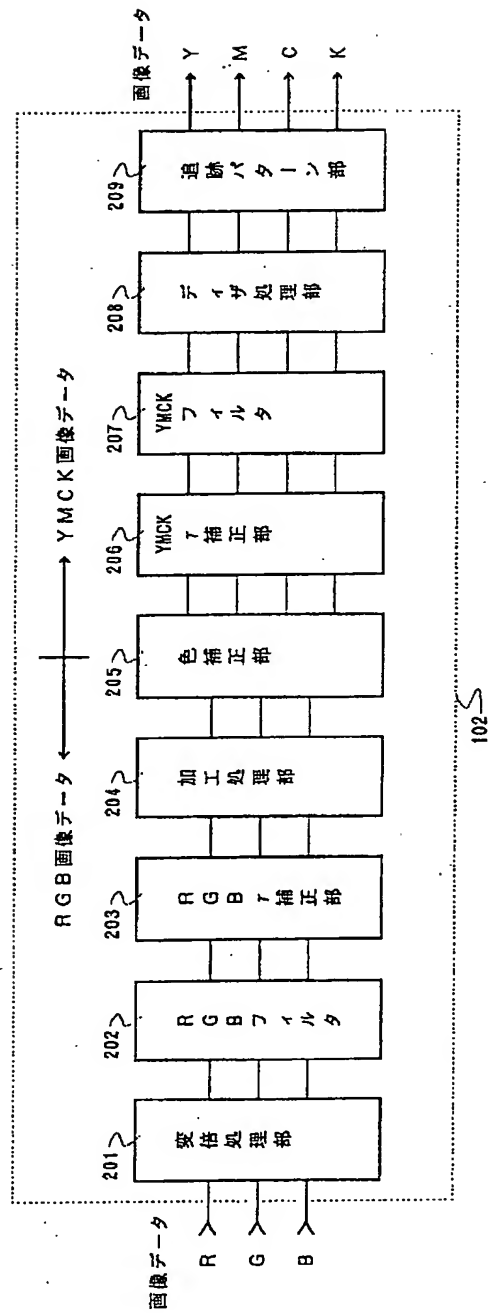 RGB画像データ
YMCK画像データ
画像データ
R
G
B
201
変倍処理部
202
RGBフィルタ
203
RGBγ補正部
204
加工処理部
205
色補正部
206
YMCK
γ補正部
207
YMCK
フィルタ
208
ディザ処理部
209
追跡パターン部
画像データ
Y
M
C
K
102